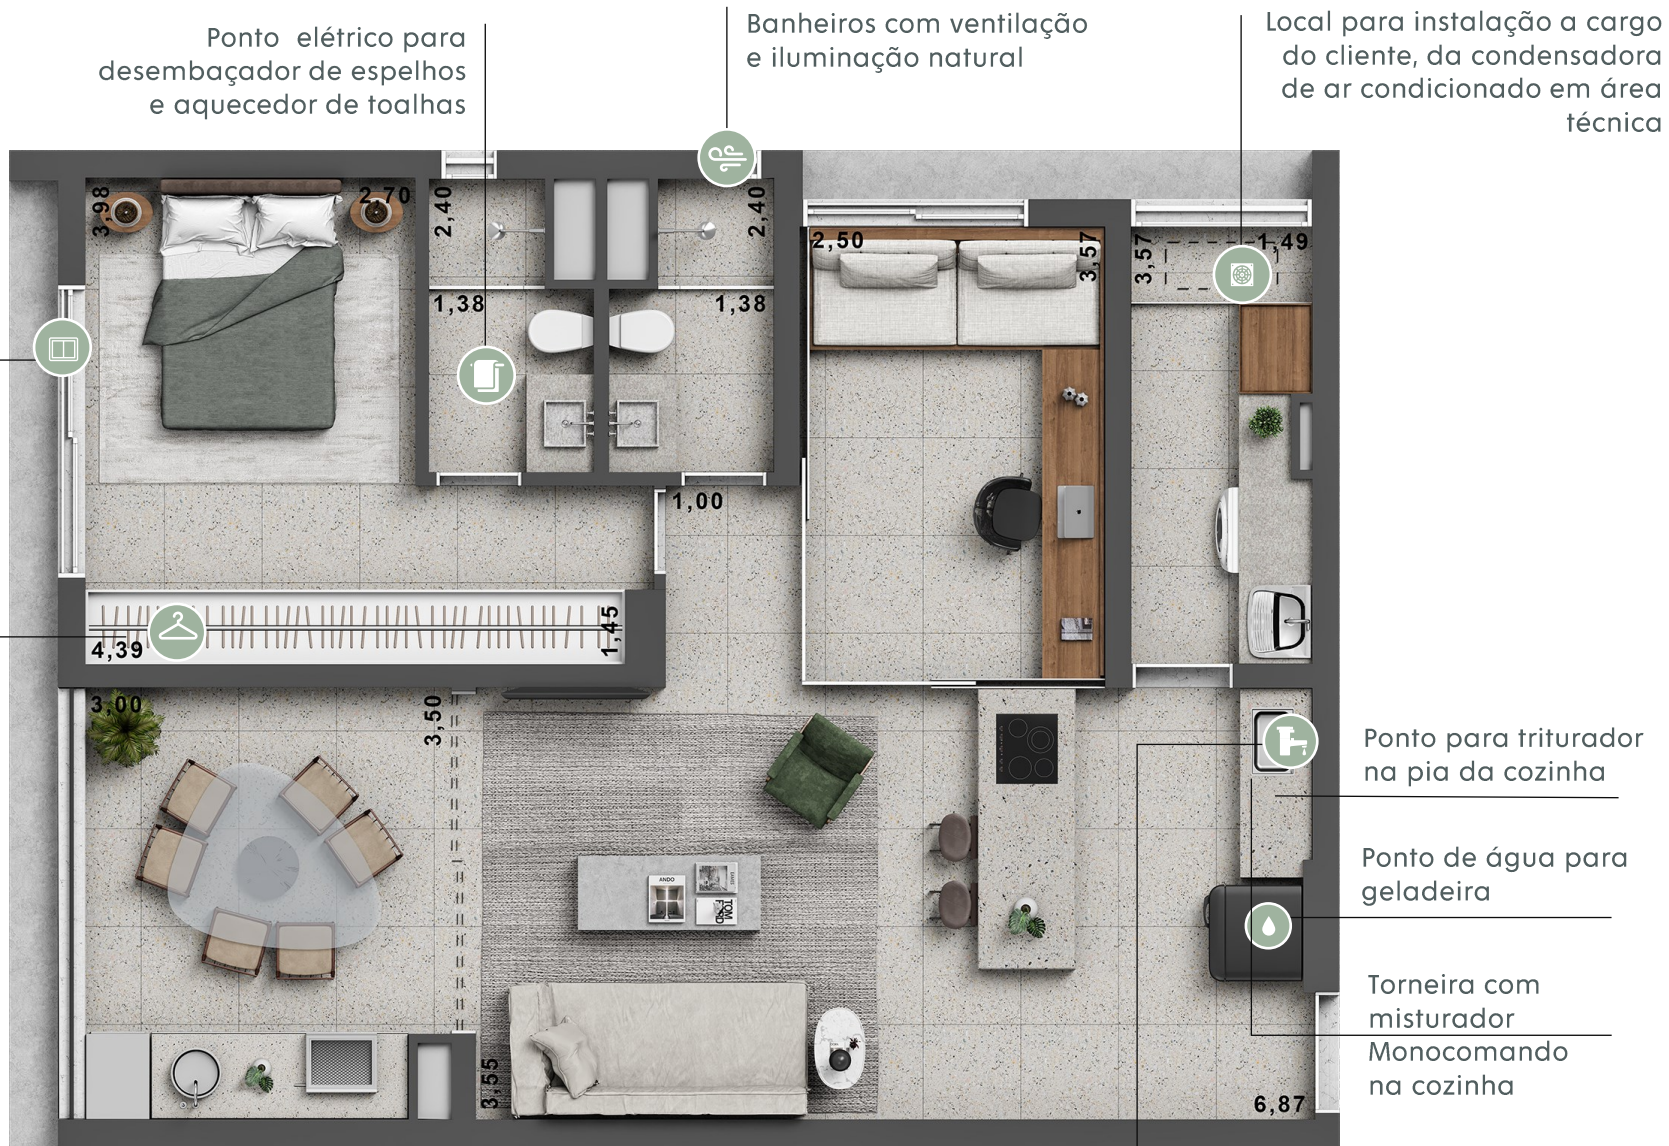 Ponto elétrico para
desembaçador de espelhos
e aquecedor de toalhas
Banheiros com ventilação
e iluminação natural
Local para instalação a cargo
do cliente, da condensadora
de ar condicionado em área
técnica
3,98
2,70
2,40
2,40
1,38
1,38
2,50
3,57
3,57
1,49
1,00
4,39
1,45
3,00
3,50
ANDO
TOM
FORD
3,55
6,87
Ponto para triturador
na pia da cozinha
Ponto de água para
geladeira
Torneira com
misturador
Monocomando
na cozinha